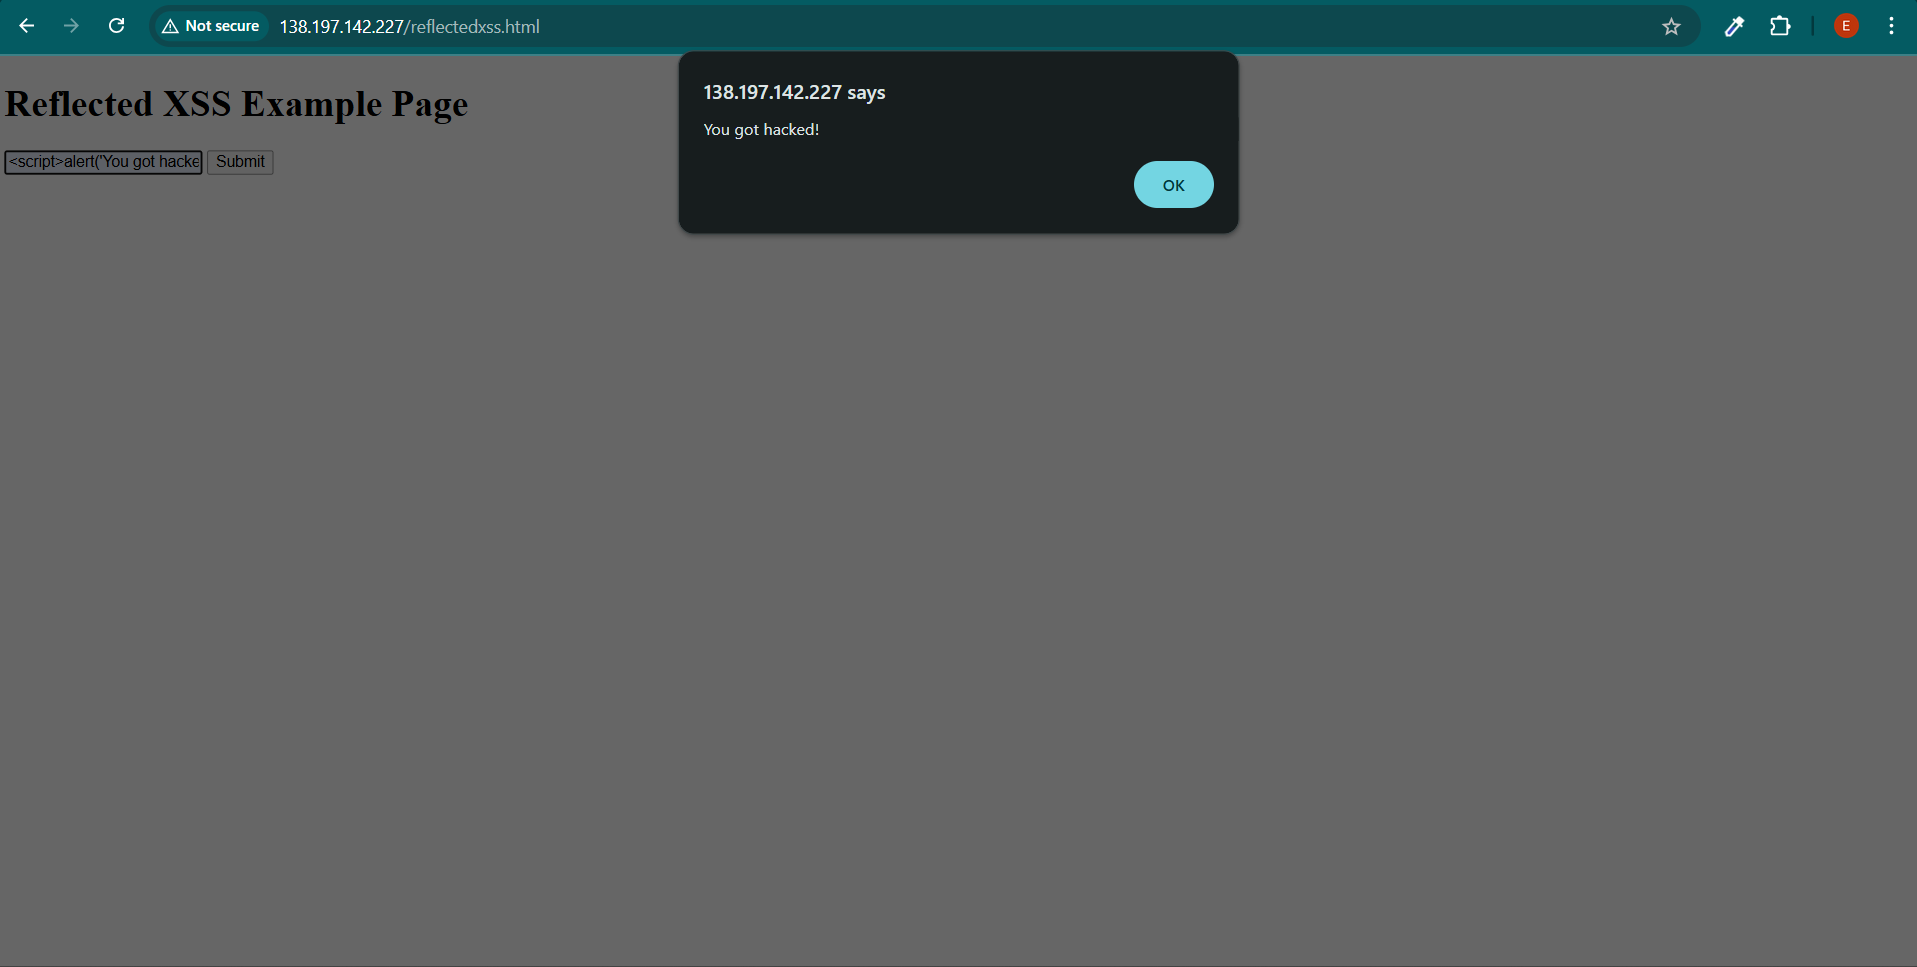 Not secure 138.197.142.227/reflectedxss.html E
138.197.142.227 says
You got hacked!
OK
Reflected XSS Example Page
<script>alert('You got hacke Submit